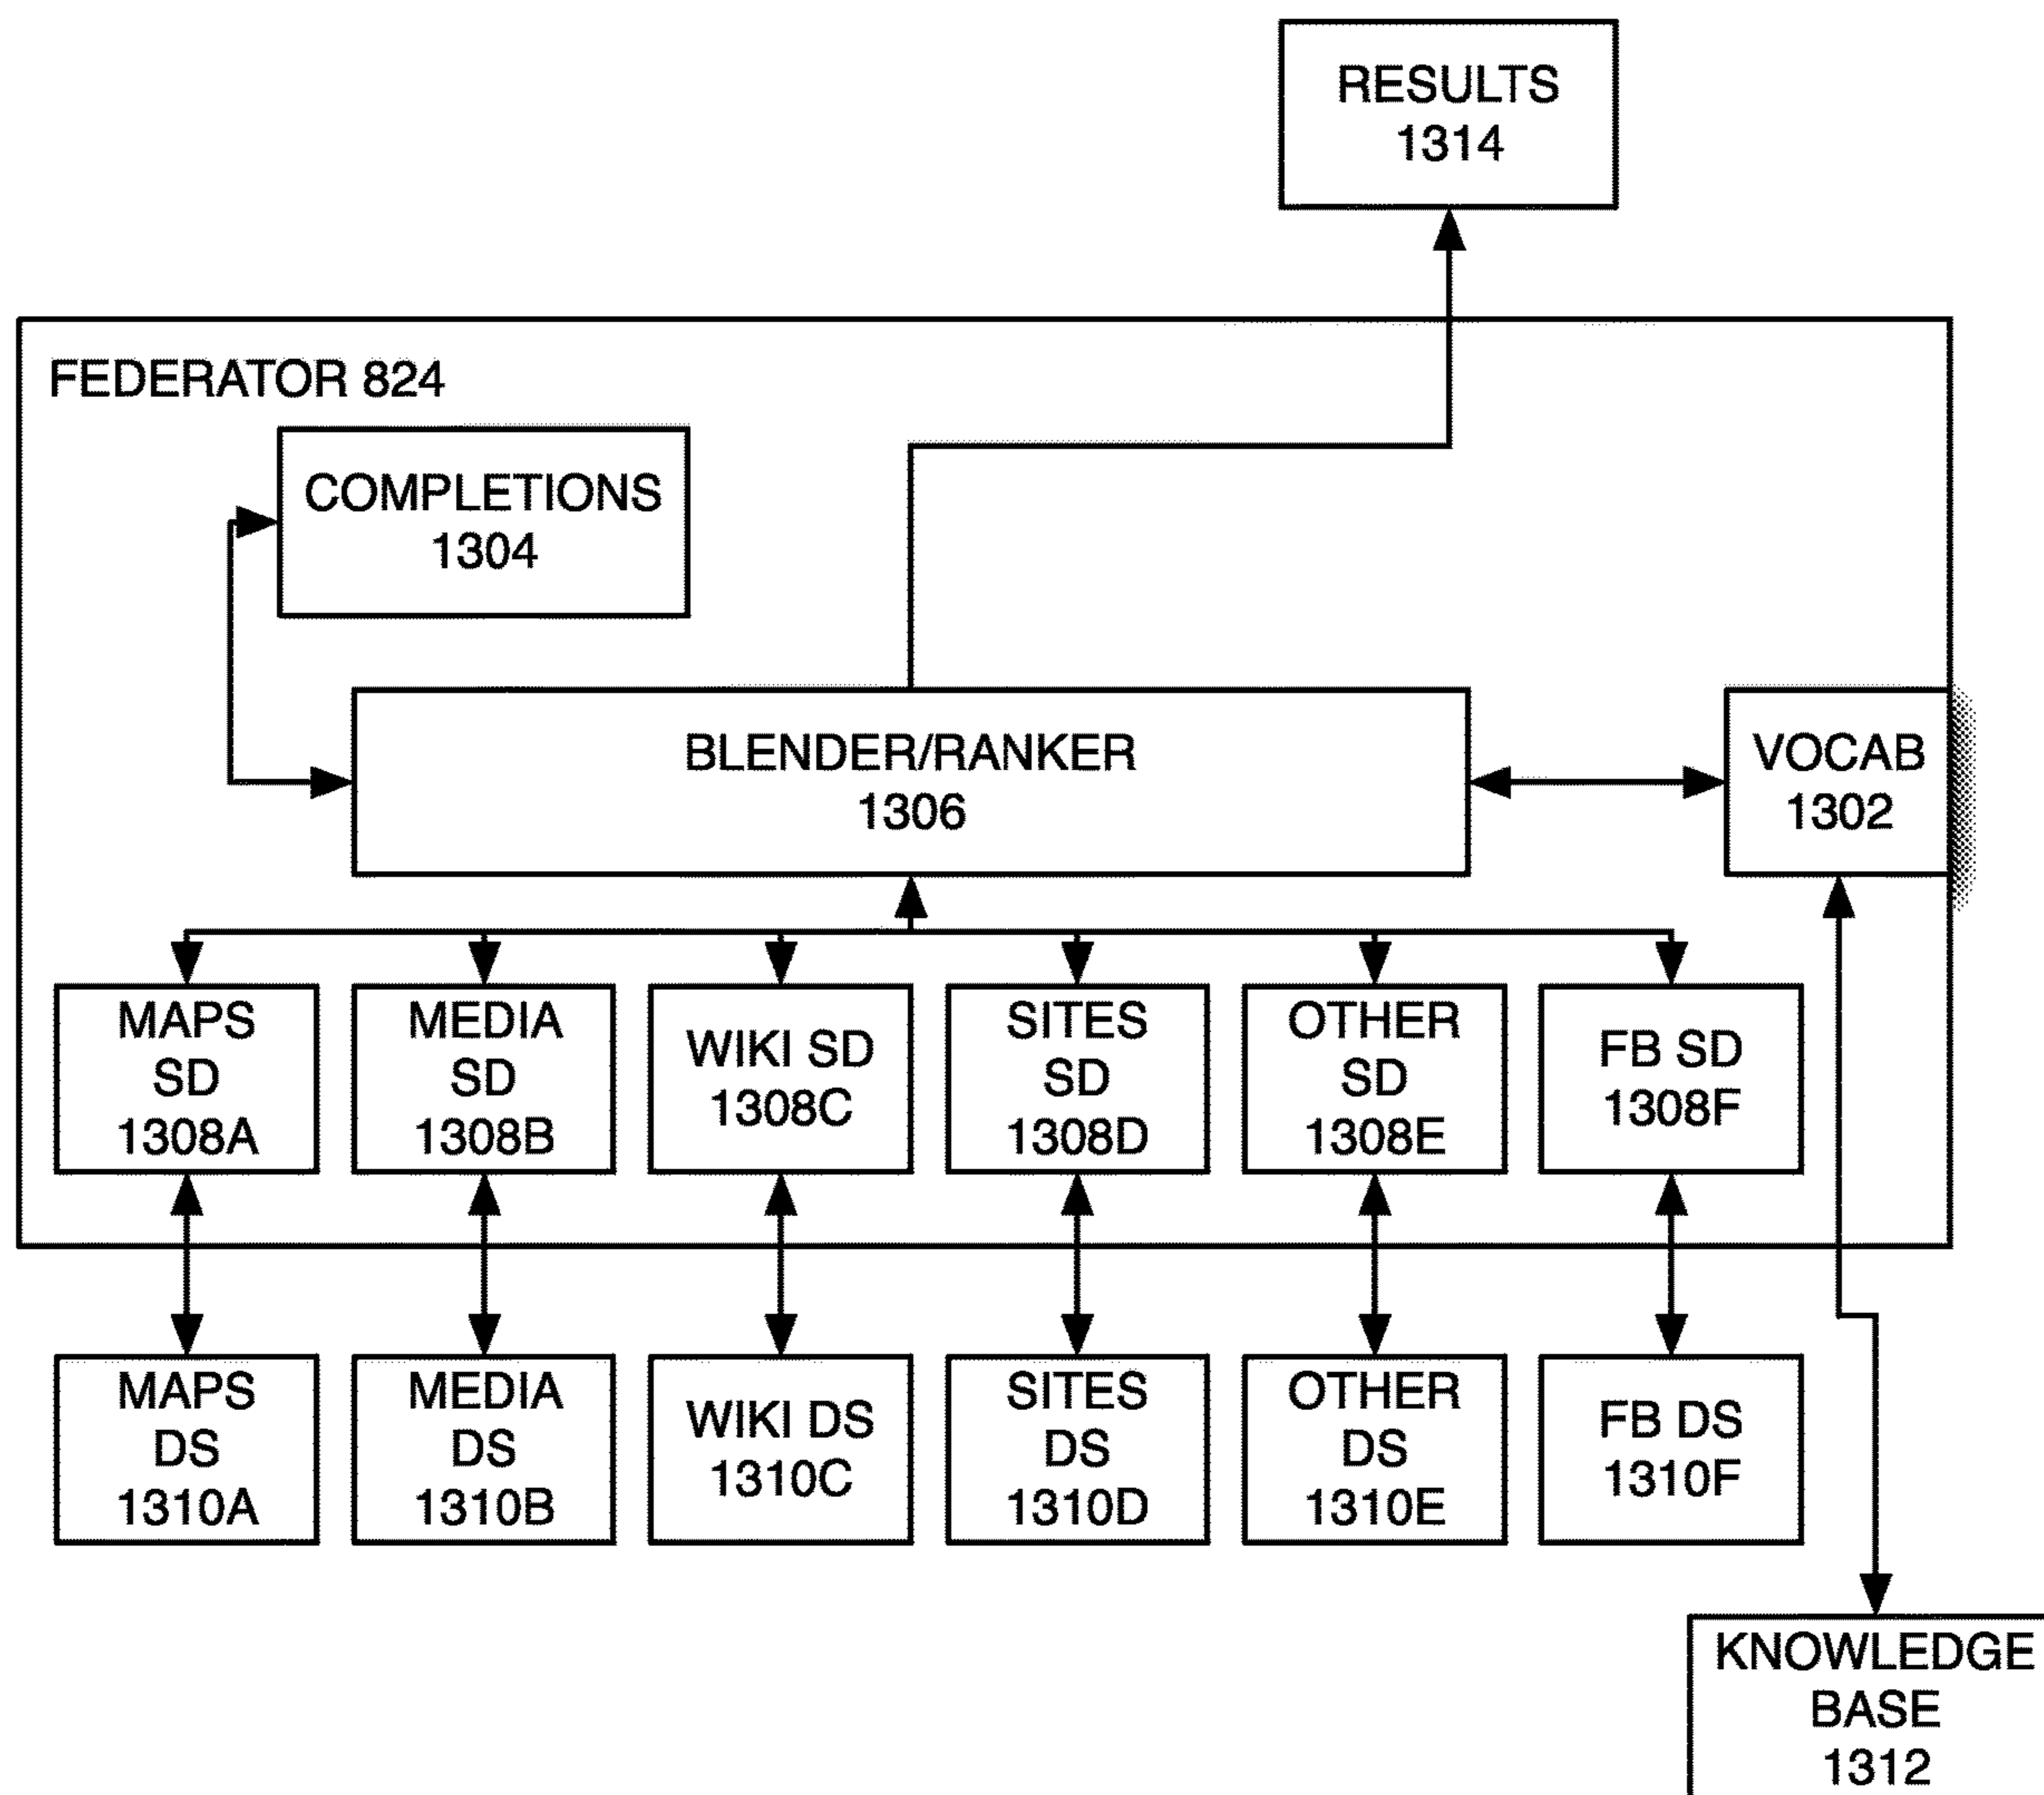 RESULTS
1314
FEDERATOR 824
COMPLETIONS
1304
BLENDER/RANKER
1306
VOCAB
1302
MAPS
SD
1308A
MEDIA
SD
1308B
WIKI SD
1308C
SITES
SD
1308D
OTHER
SD
1308E
FB SD
1308F
MAPS
DS
1310A
MEDIA
DS
1310B
WIKI DS
1310C
SITES
DS
1310D
OTHER
DS
1310E
FB DS
1310F
KNOWLEDGE
BASE
1312